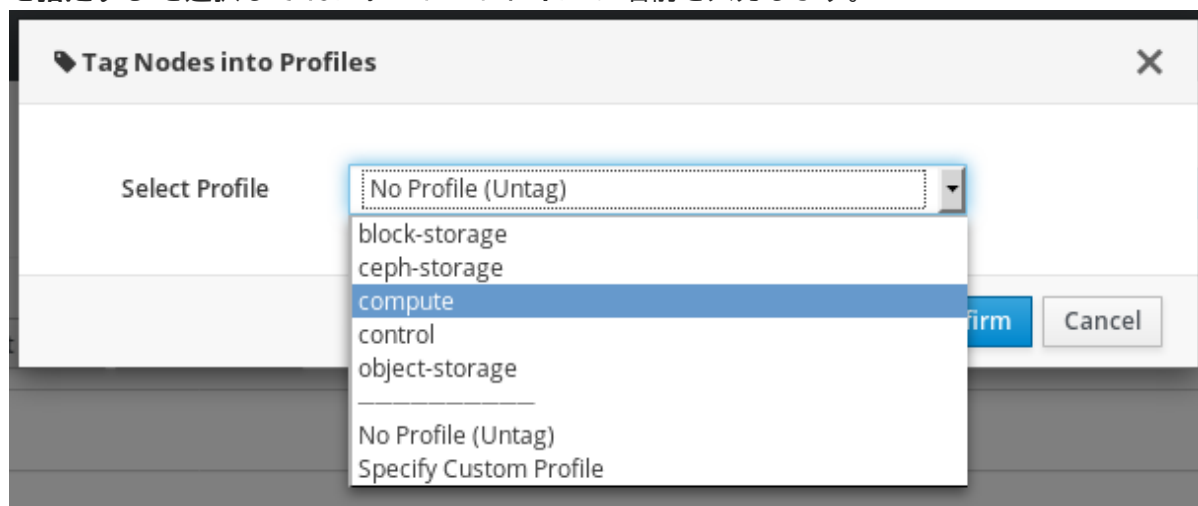 Tag Nodes into Profiles
Select Profile
No Profile (Untag)
block-storage
ceph-storage
compute
control
object-storage
No Profile (Untag)
Specify Custom Profile
firm Cancel